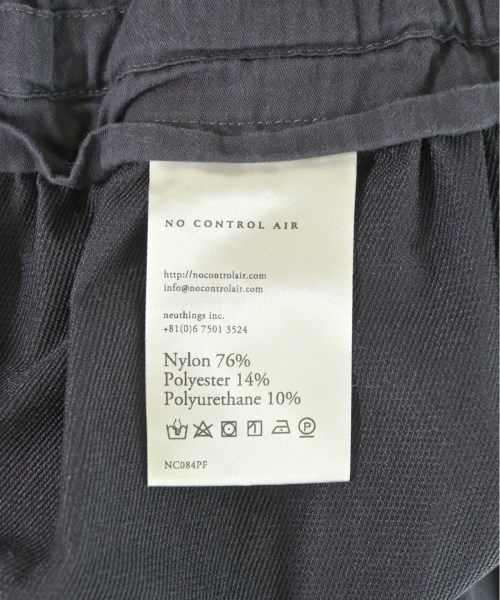 NO CONTROL AIR
http://nocontrolair.com
info@nocontrolair.com
neuthings inc.
+81(0)6 7501 3524
Nylon 76%
Polyester 14%
Polyurethane 10%
P
NC084PF